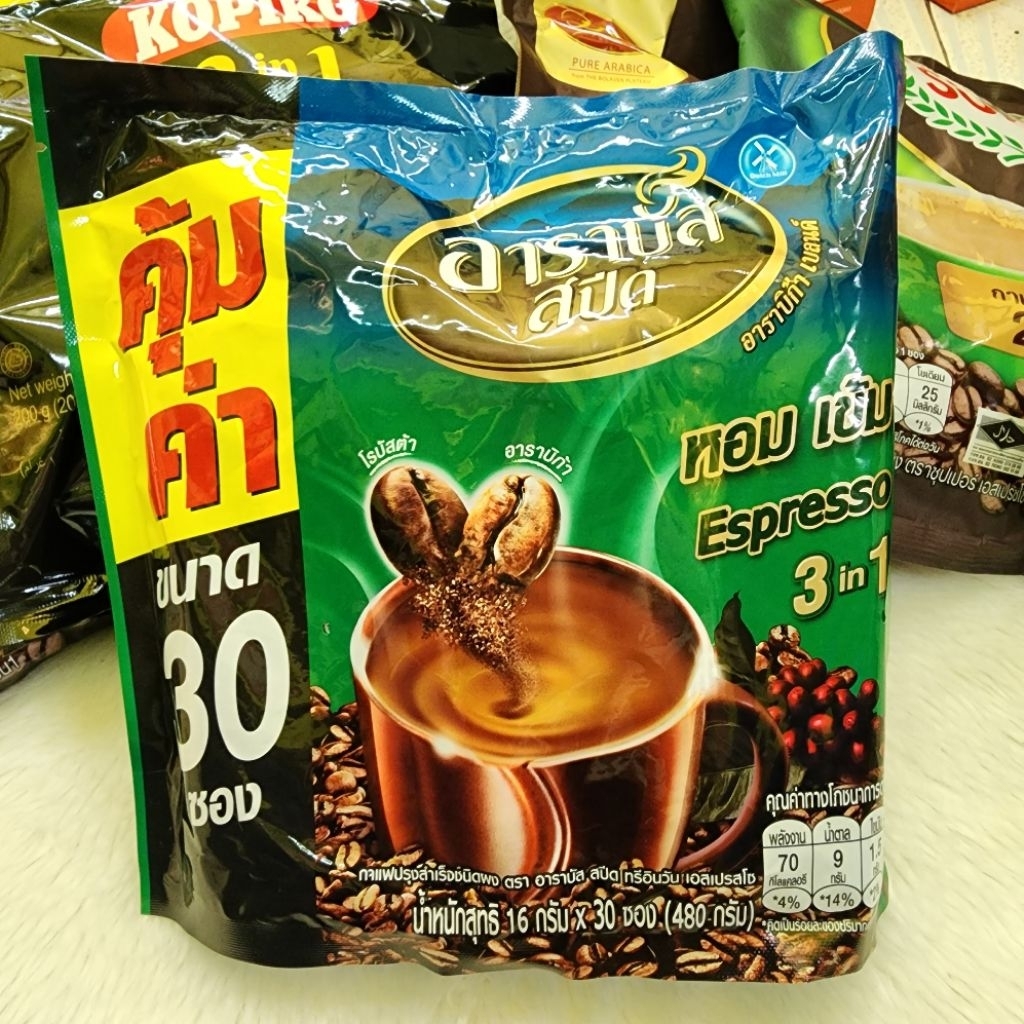 KOPIKO
3 in 1
PURE ARABICA
FROM THE BOLAVEN PLATEAU
Dutch Mill
คุ้ม
ค่า
ขนาด
30
ซอง
อาราบัส
สปีด
อาราบิก้า เบลนด์
โรบัสต้า
อาราบิก้า
หอม เข้ม
Espresso
3 in 1
คุณค่าทางโภชนาการ
พลังงาน
70
กิโลแคลอรี
*4%
น้ำตาล
9
กรัม
*14%
กาแฟปรุงสำเร็จชนิดผง ตรา อาราบัส สปีด ทรีอินวัน เอสเปรสโซ
น้ำหนักสุทธิ 16 กรัม x 30 ซอง (480 กรัม)
Net weight
โซเดียม
25
มิลลิกรัม
*1%